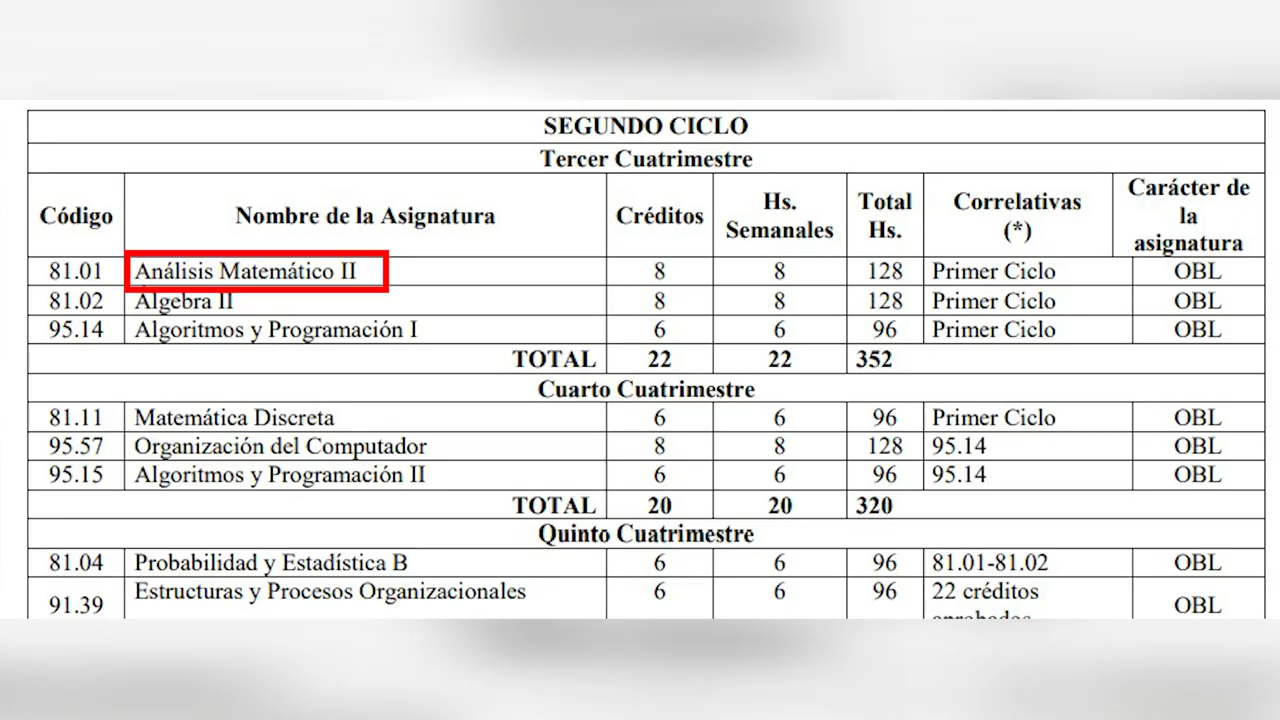 SEGUNDO CICLO
Tercer Cuatrimestre
Código Nombre de la Asignatura Créditos Hs. Semanales Total Hs. Correlativas (*) Carácter de la asignatura
81.01 Análisis Matemático II 8 8 128 Primer Ciclo OBL
81.02 Algebra II 8 8 128 Primer Ciclo OBL
95.14 Algoritmos y Programación I 6 6 96 Primer Ciclo OBL
TOTAL 22 22 352
Cuarto Cuatrimestre
81.11 Matemática Discreta 6 6 96 Primer Ciclo OBL
95.57 Organización del Computador 8 8 128 95.14 OBL
95.15 Algoritmos y Programación II 6 6 96 95.14 OBL
TOTAL 20 20 320
Quinto Cuatrimestre
81.04 Probabilidad y Estadística B 6 6 96 81.01-81.02 OBL
91.39 Estructuras y Procesos Organizacionales 6 6 96 22 créditos OBL